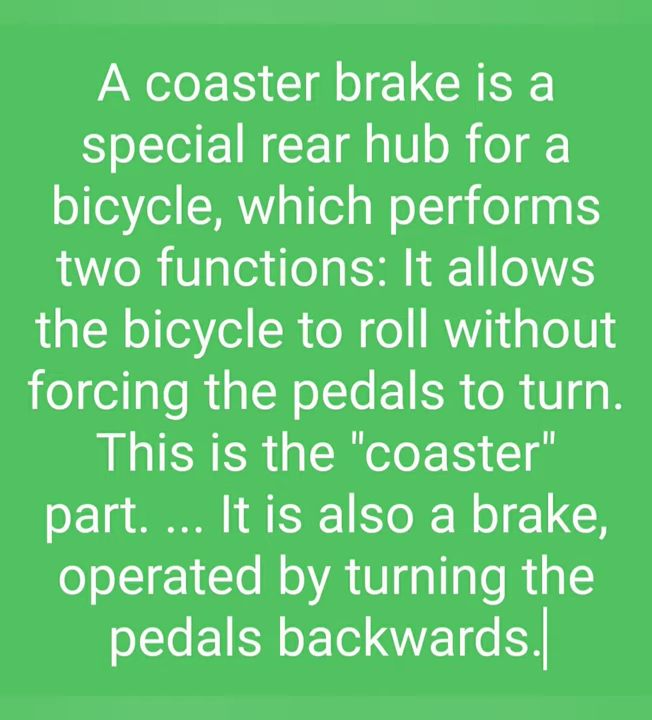 A coaster brake is a
special rear hub for a
bicycle, which performs
two functions: It allows
the bicycle to roll without
forcing the pedals to turn.
This is the "coaster"
part. ... It is also a brake,
operated by turning the
pedals backwards.